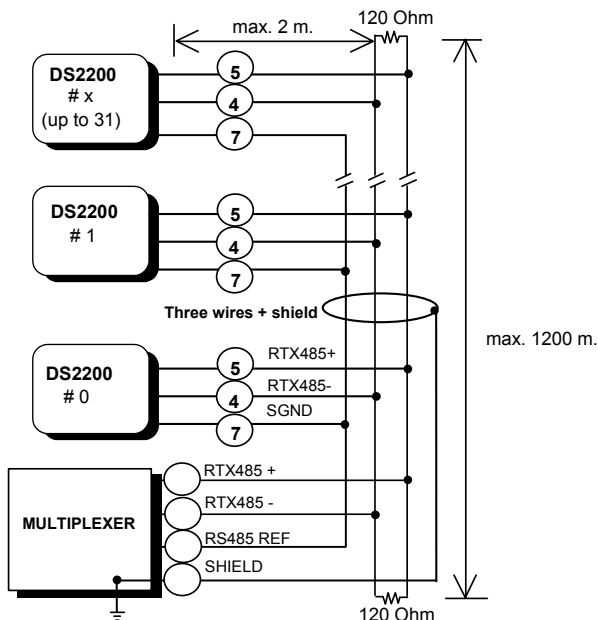 120 Ohm
max. 2 m.
DS2200
# x
(up to 31)
5
4
7
DS2200
# 1
5
4
7
Three wires + shield
max. 1200 m.
DS2200
# 0
5
RTX485+
4
RTX485-
SGND
7
MULTIPLEXER
RTX485 +
RTX485 -
RS485 REF
SHIELD
120 Ohm